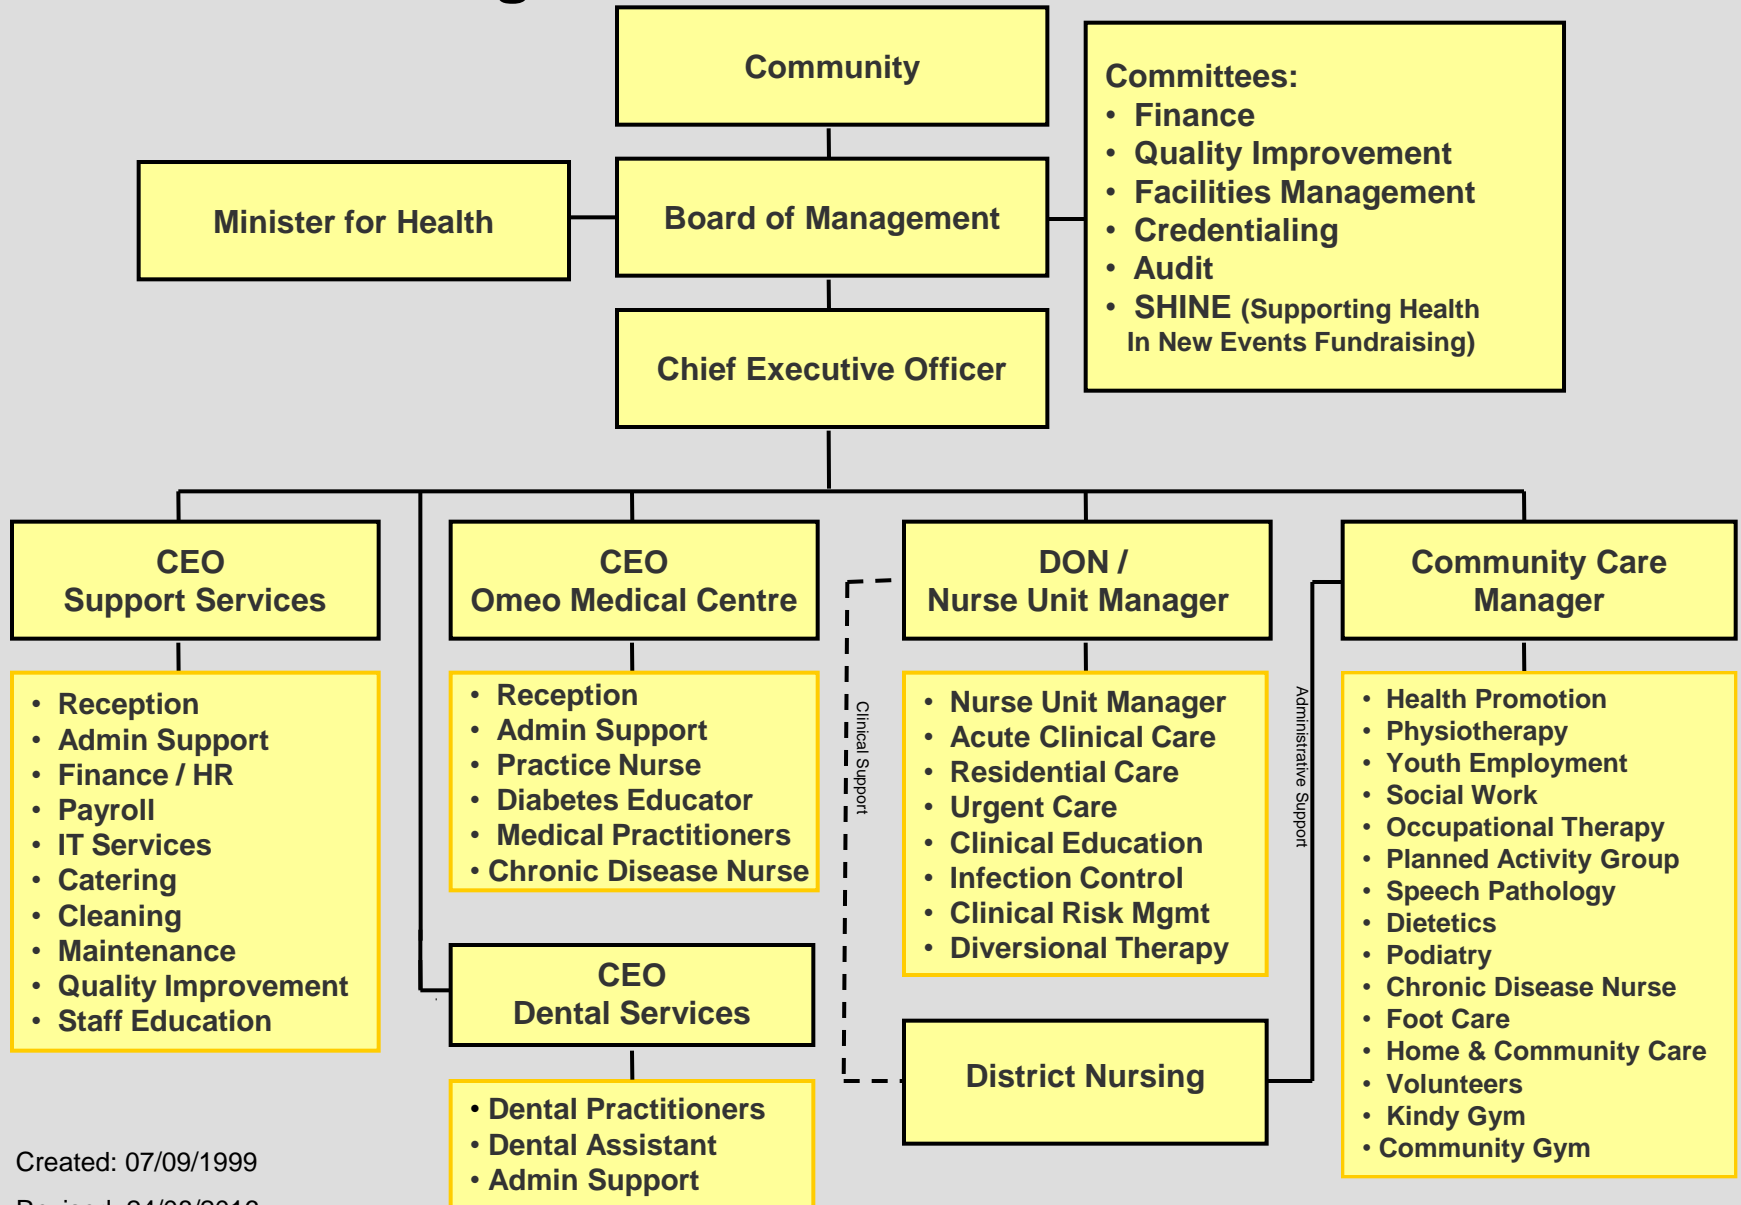 Community
Committees:
• Finance
• Quality Improvement
• Facilities Management
• Credentialing
• Audit
• SHINE (Supporting Health
In New Events Fundraising)
Minister for Health
Board of Management
Chief Executive Officer
CEO
Support Services
• Reception
• Admin Support
• Finance / HR
• Payroll
• IT Services
• Catering
• Cleaning
• Maintenance
• Quality Improvement
• Staff Education
CEO
Omeo Medical Centre
• Reception
• Admin Support
• Practice Nurse
• Diabetes Educator
• Medical Practitioners
• Chronic Disease Nurse
CEO
Dental Services
• Dental Practitioners
• Dental Assistant
• Admin Support
Clinical Support
DON /
Nurse Unit Manager
• Nurse Unit Manager
• Acute Clinical Care
• Residential Care
• Urgent Care
• Clinical Education
• Infection Control
• Clinical Risk Mgmt
• Diversional Therapy
District Nursing
Administrative Support
Community Care
Manager
• Health Promotion
• Physiotherapy
• Youth Employment
• Social Work
• Occupational Therapy
• Planned Activity Group
• Speech Pathology
• Dietetics
• Podiatry
• Chronic Disease Nurse
• Foot Care
• Home & Community Care
• Volunteers
• Kindy Gym
• Community Gym
Created: 07/09/1999